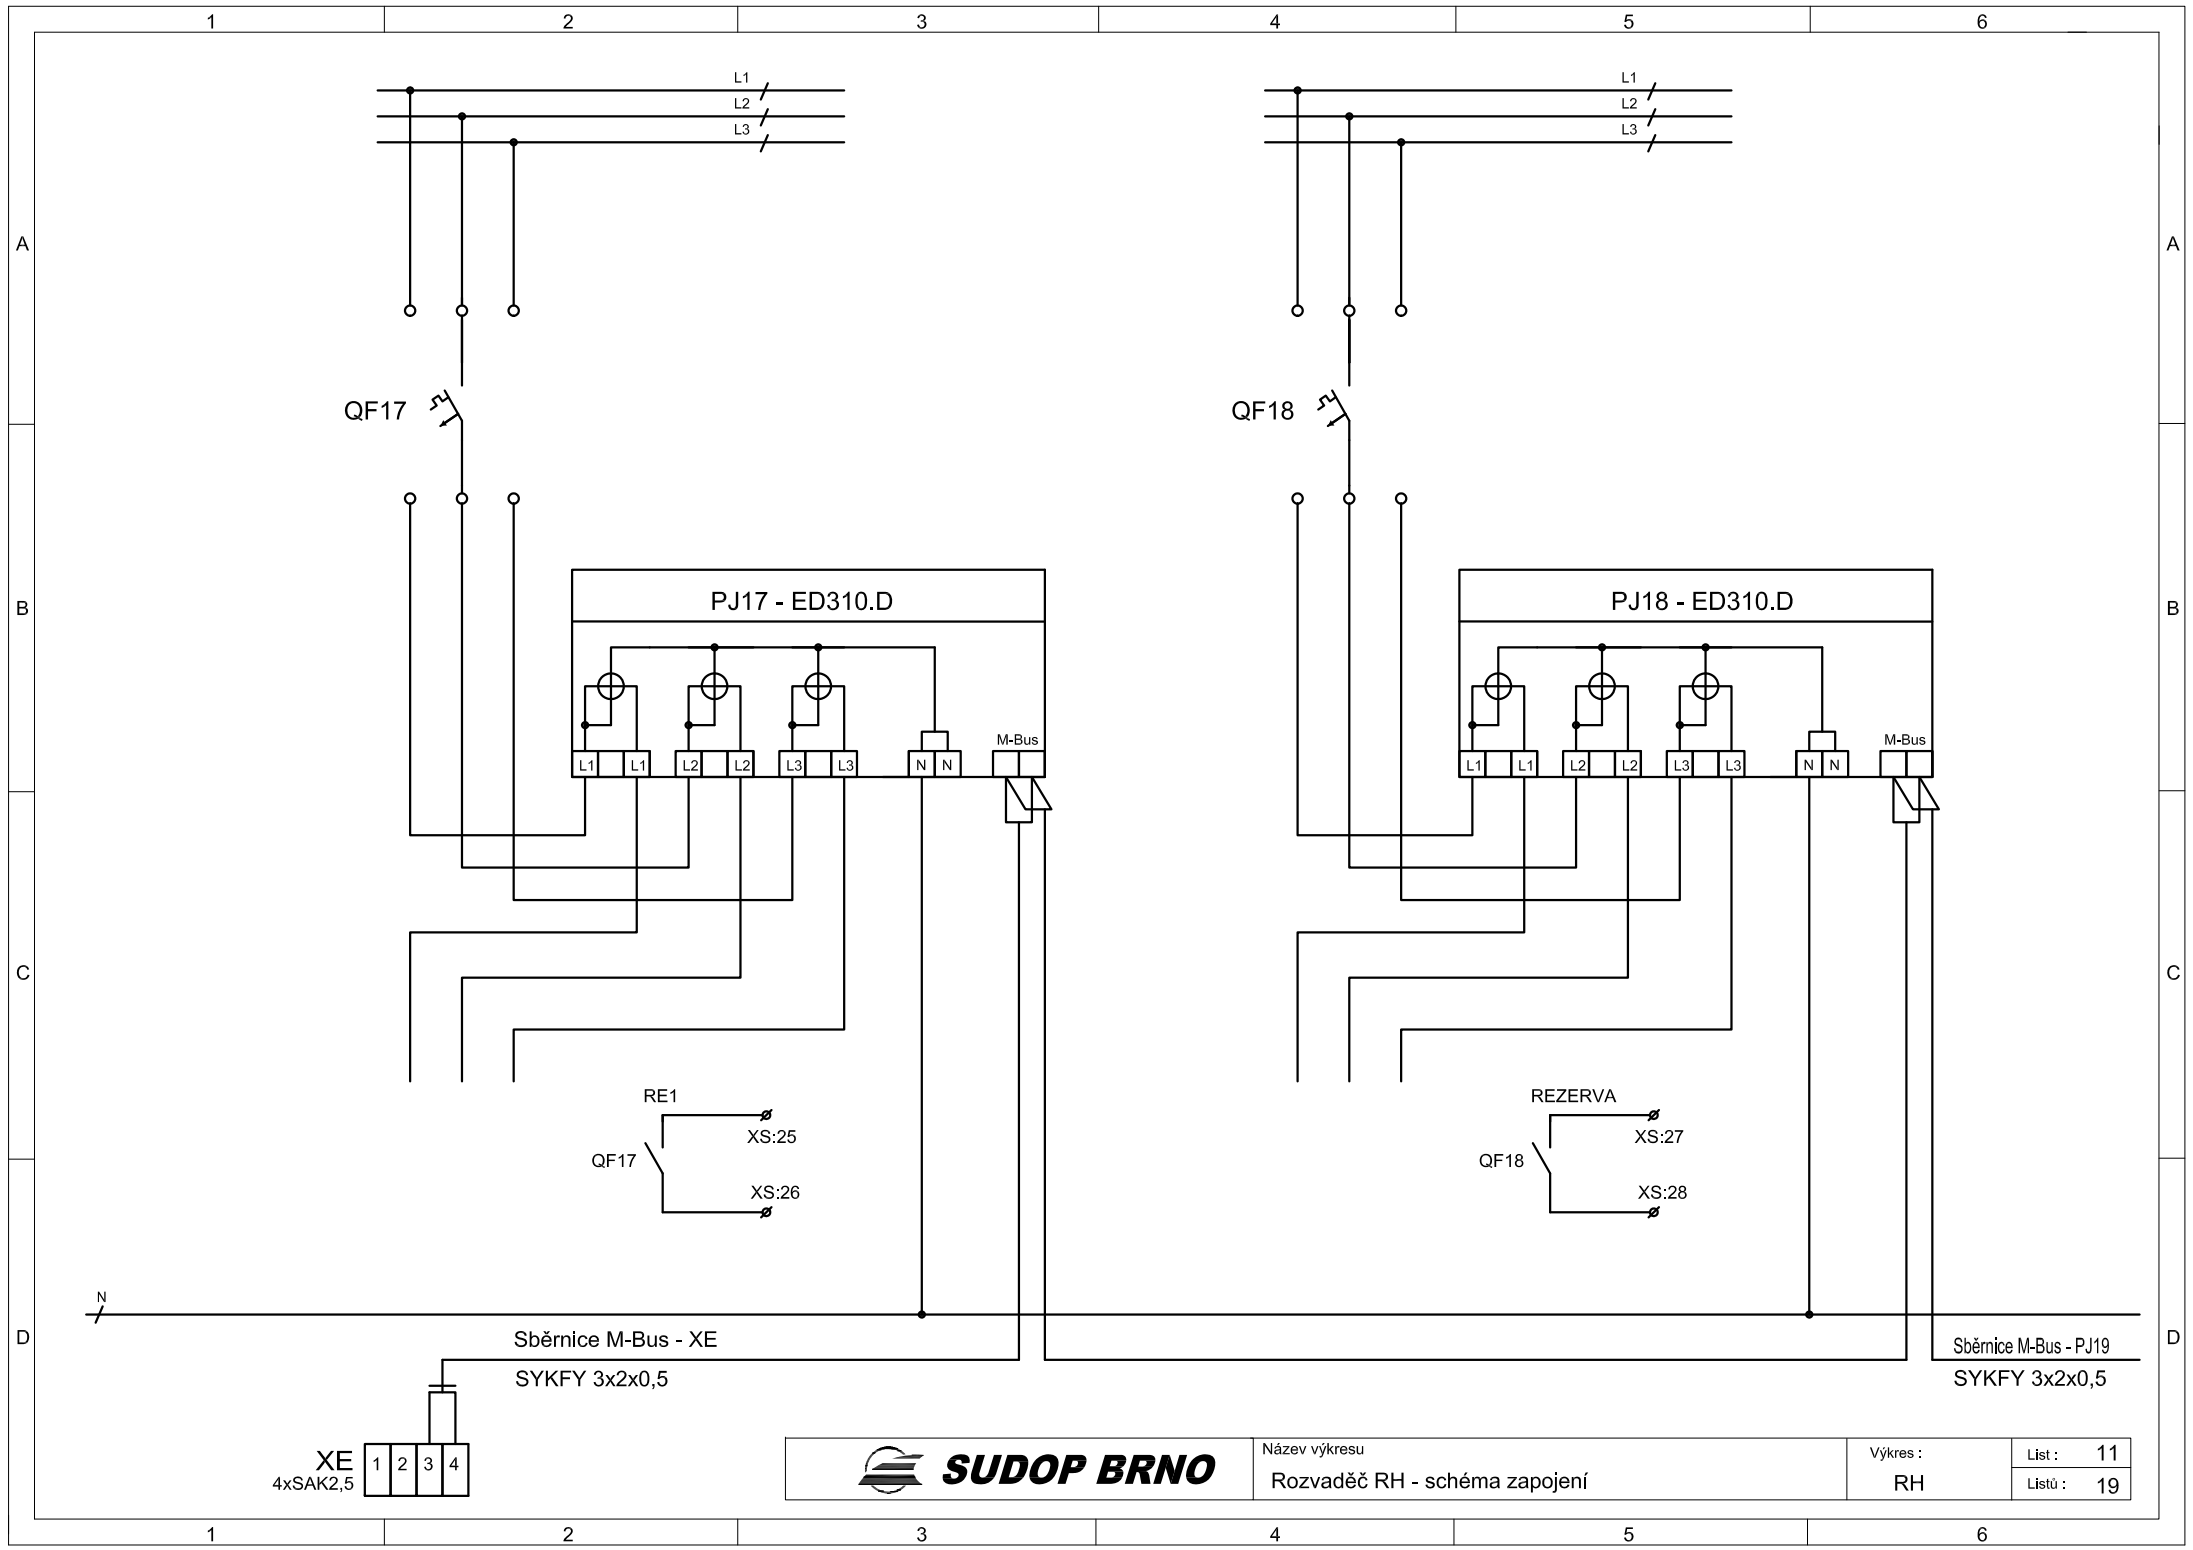 1 2 3 4 5 6
L1 L1
L2 L2
L3 L3
A A
QF17 QF18
PJ17 - ED310.D PJ18 - ED310.D
B B
M-Bus M-Bus
L1 L1 L2 L2 L3 L3 N N L1 L1 L2 L2 L3 L3 N N
C C
RE1 REZERVA
XS:25 XS:27
QF17 QF18
XS:26 XS:28
N
D D
Sběrnice M-Bus - XE Sběrnice M-Bus - PJ19
SYKFY 3x2x0,5 SYKFY 3x2x0,5
XE 1 2 3 4
4xSAK2,5
SUDOP BRNO
Název výkresu
Rozvaděč RH - schéma zapojení
Výkres :
RH
List : 11
Listů : 19
1 2 3 4 5 6